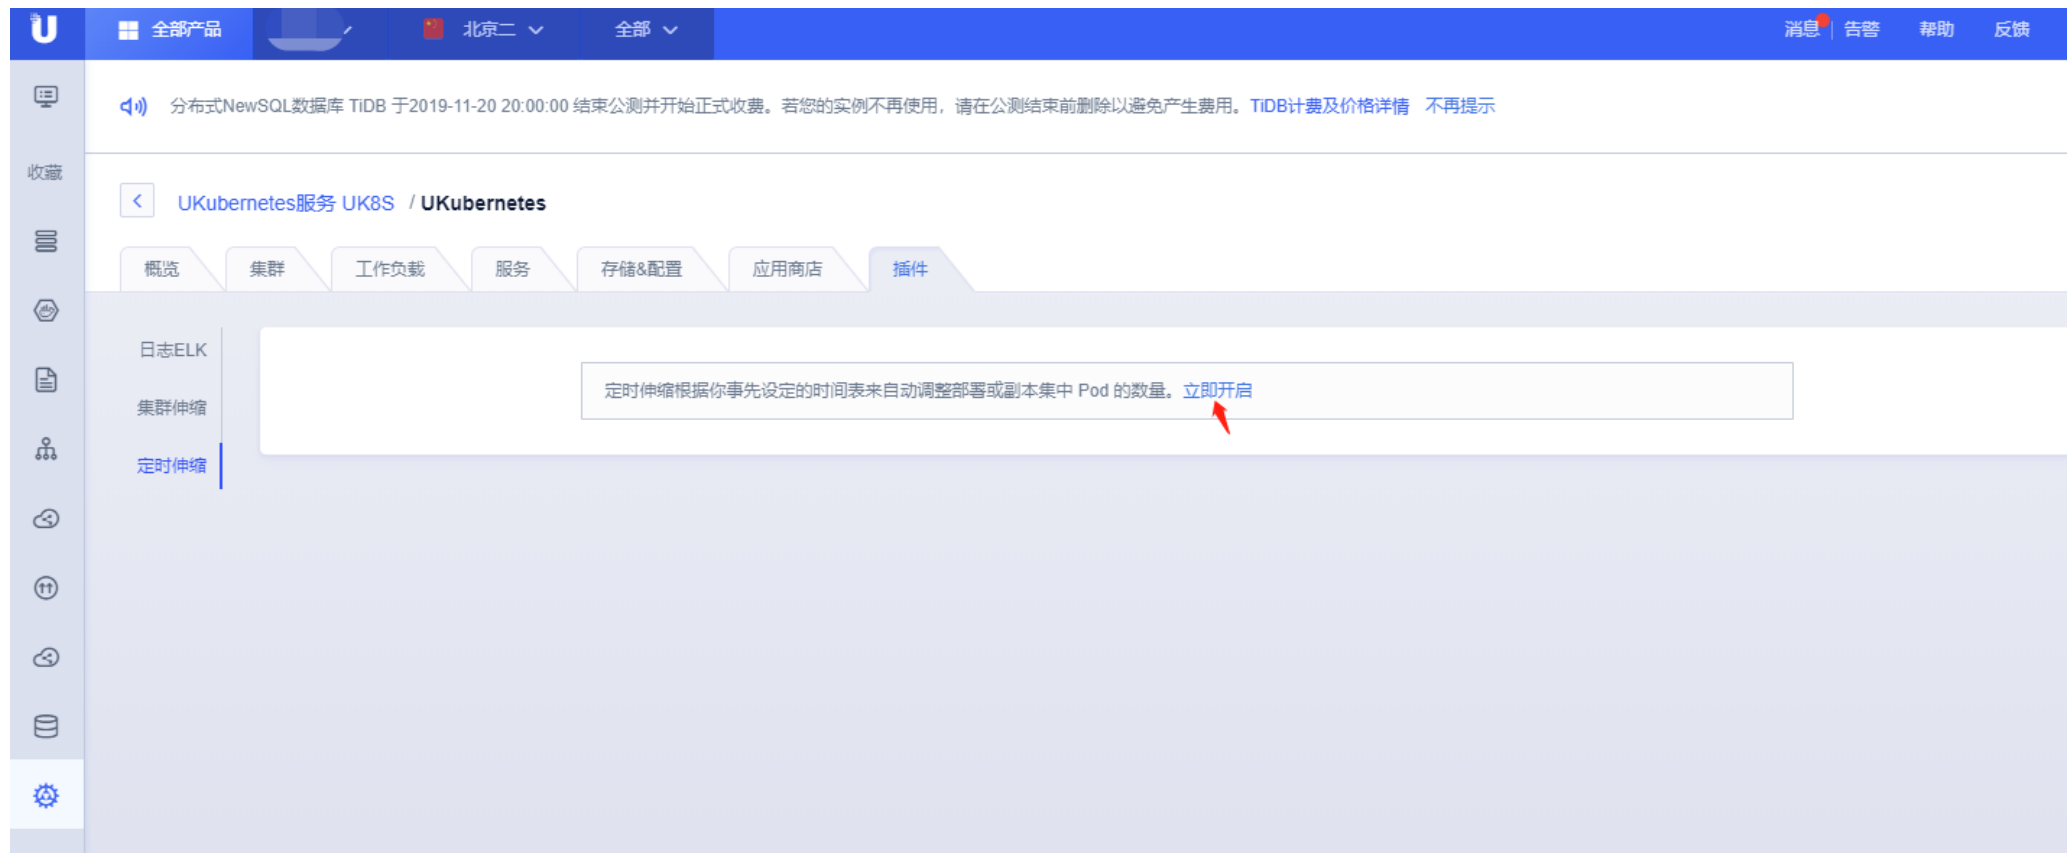 U 全部产品 北京二 全部 消息 告警 帮助 反馈
分布式NewSQL数据库 TiDB 于2019-11-20 20:00:00 结束公测并开始正式收费。若您的实例不再使用，请在公测结束前删除以避免产生费用。TiDB计费及价格详情 不再提示
收藏
UKubernetes服务 UK8S / UKubernetes
概览 集群 工作负载 服务 存储&配置 应用商店 插件
日志ELK
定时伸缩根据你事先设定的时间表来自动调整部署或副本集中 Pod 的数量。立即开启
集群伸缩
定时伸缩